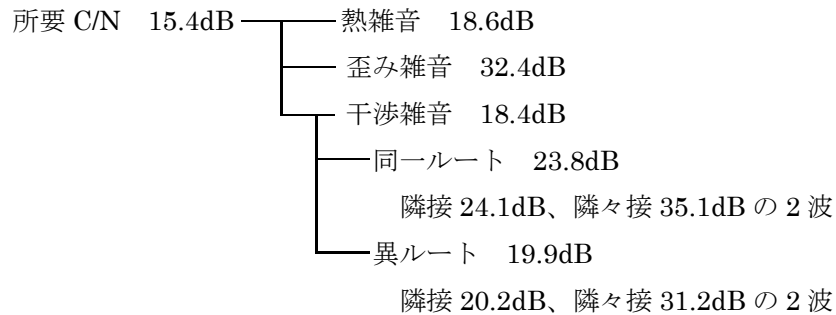 所要 C/N 15.4dB 熱雑音 18.6dB
歪み雑音 32.4dB
干渉雑音 18.4dB
同一ルート 23.8dB
隣接 24.1dB、隣々接 35.1dB の 2 波
異ルート 19.9dB
隣接 20.2dB、隣々接 31.2dB の 2 波